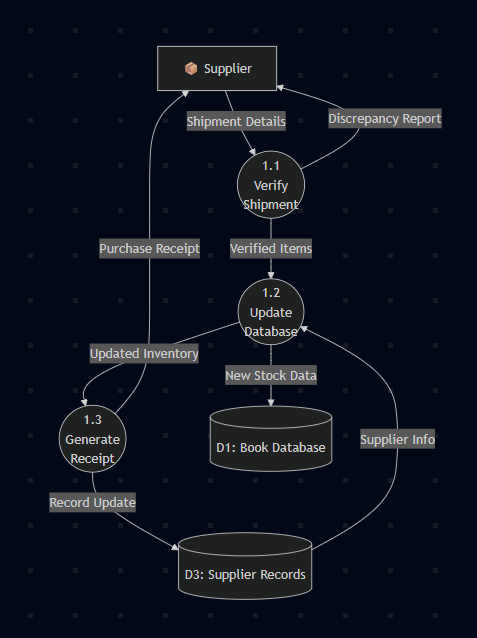 📦 Supplier
Shipment Details
Discrepancy Report
1.1
Verify
Shipment
Purchase Receipt
Verified Items
1.2
Update
Database
Updated Inventory
New Stock Data
1.3
Generate
Receipt
D1: Book Database
Supplier Info
Record Update
D3: Supplier Records